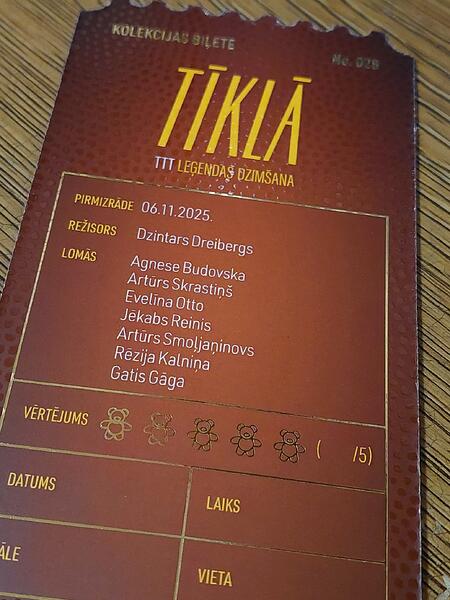 KOLEKCIJAS BIĻETE No. 028
TĪKLĀ
TTT LEĢENDAS DZIMŠANA
PIRMIZRĀDE 06.11.2025.
REŽISORS Dzintars Dreibergs
LOMĀS Agnese Budovska
Artūrs Skrastiņš
Evelīna Otto
Jēkabs Reinis
Artūrs Smoļjaņinovs
Rēzija Kalniņa
Gatis Gāga
VĒRTĒJUMS ( /5)
DATUMS LAIKS
VIETA